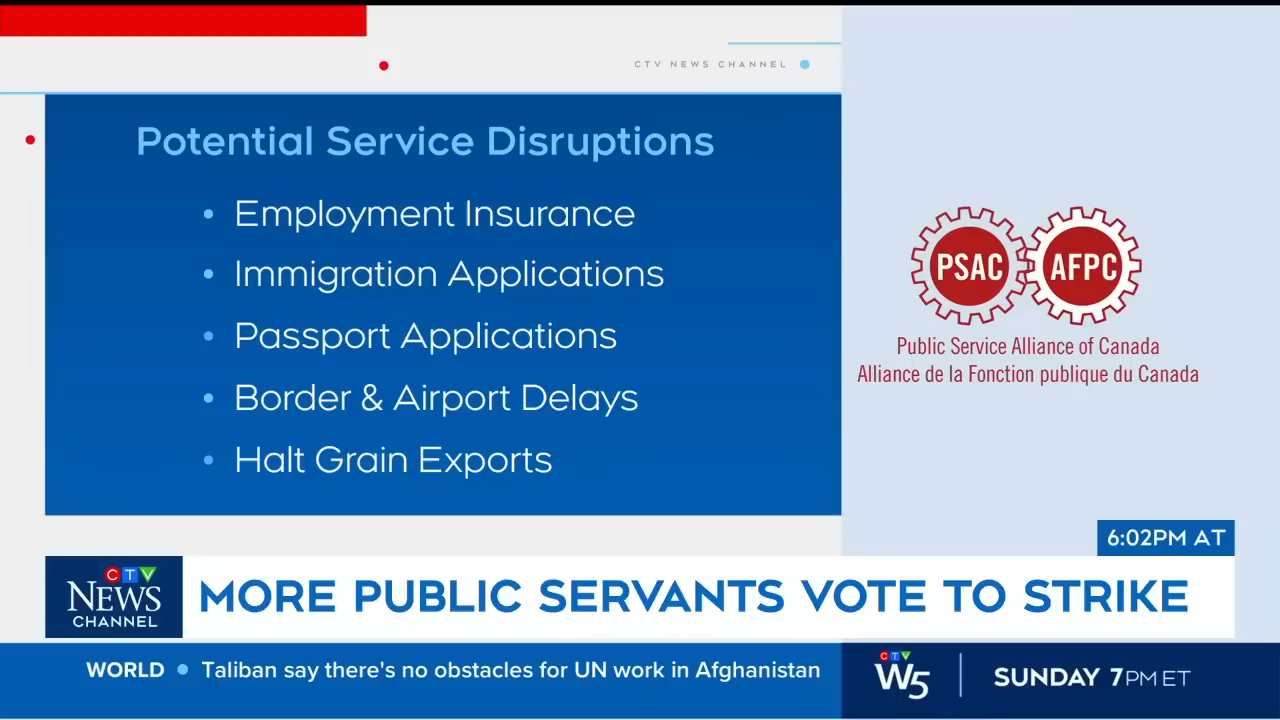 CTV NEWS CHANNEL
Potential Service Disruptions
• Employment Insurance
• Immigration Applications
• Passport Applications
• Border & Airport Delays
• Halt Grain Exports
PSAC AFPC
Public Service Alliance of Canada
Alliance de la Fonction publique du Canada
6:02PM AT
CTV
NEWS
CHANNEL
MORE PUBLIC SERVANTS VOTE TO STRIKE
WORLD • Taliban say there's no obstacles for UN work in Afghanistan
CTV
W5
SUNDAY 7PM ET